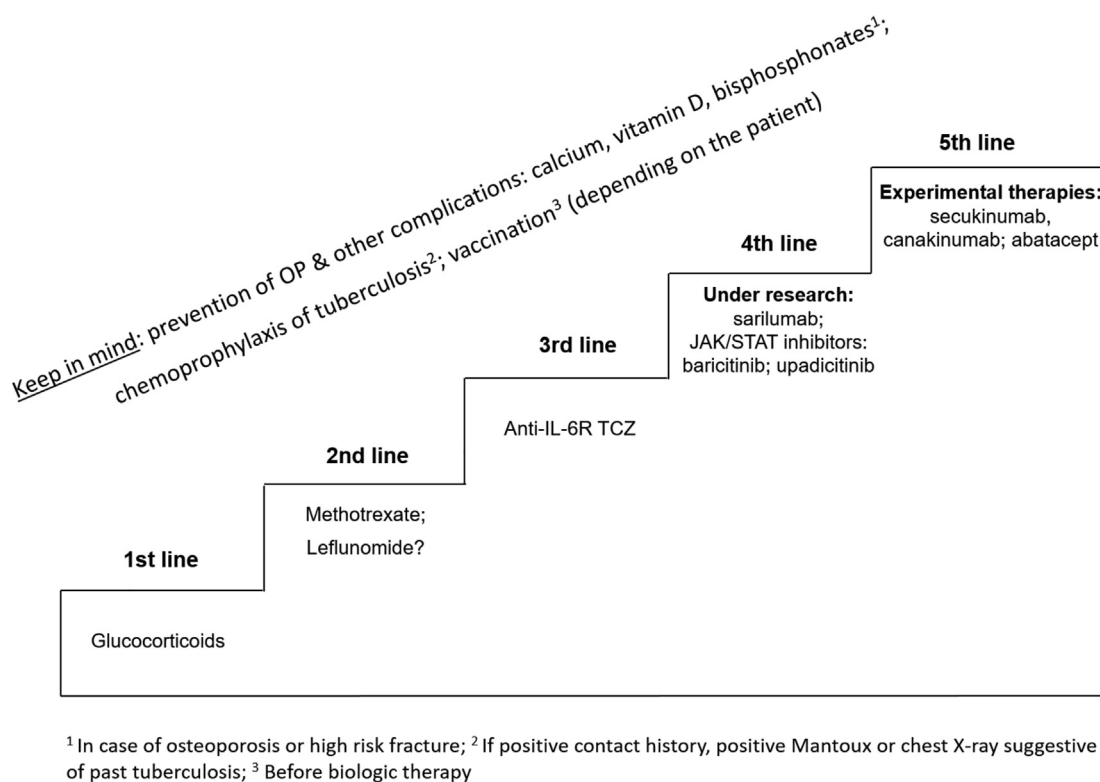 Keep in mind: prevention of OP & other complications: calcium, vitamin D, bisphosphonates¹;
chemoprophylaxis of tuberculosis²; vaccination³ (depending on the patient)
5th line
Experimental therapies:
secukinumab,
canakinumab; abatacept
4th line
Under research:
sarilumab;
JAK/STAT inhibitors:
baricitinib; upadicitinib
3rd line
Anti-IL-6R TCZ
2nd line
Methotrexate;
Leflunomide?
1st line
Glucocorticoids
¹ In case of osteoporosis or high risk fracture; ² If positive contact history, positive Mantoux or chest X-ray suggestive
of past tuberculosis; ³ Before biologic therapy